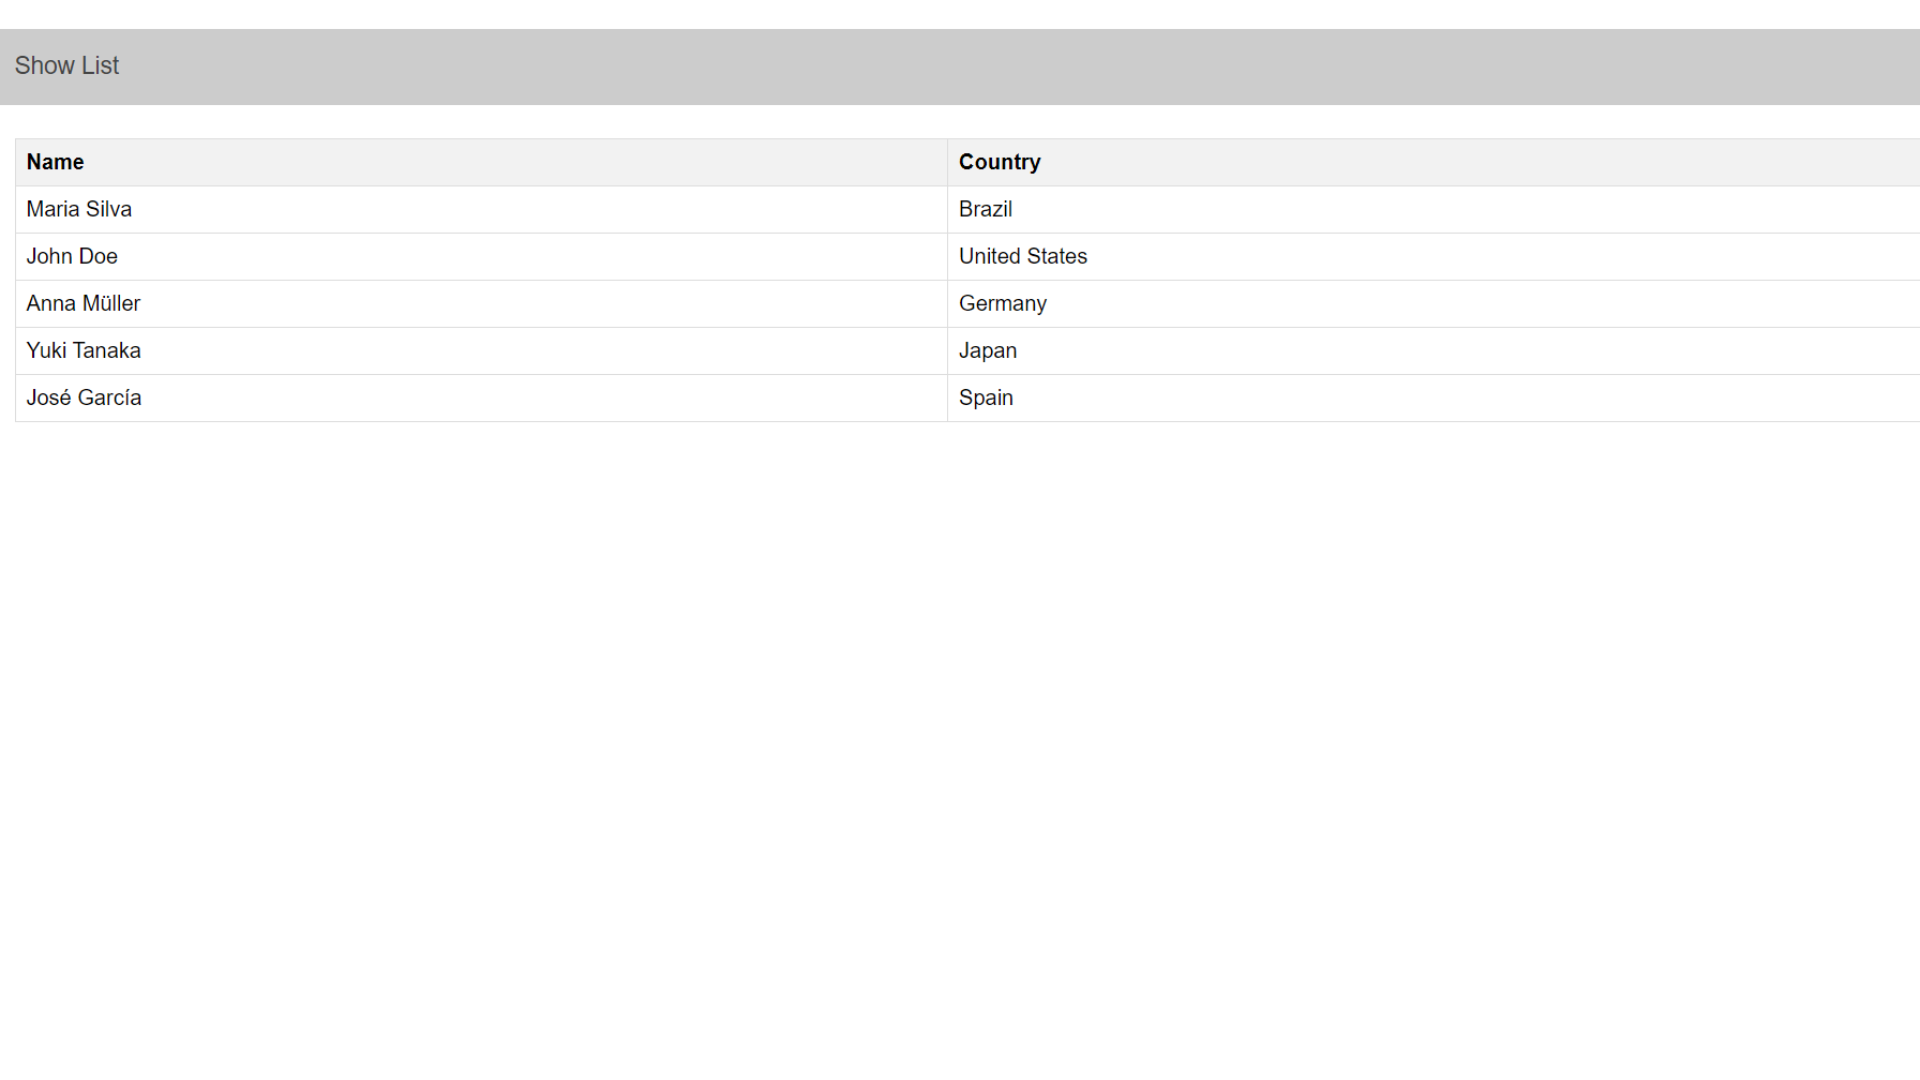 Show List
Name Country
Maria Silva Brazil
John Doe United States
Anna Müller Germany
Yuki Tanaka Japan
José García Spain